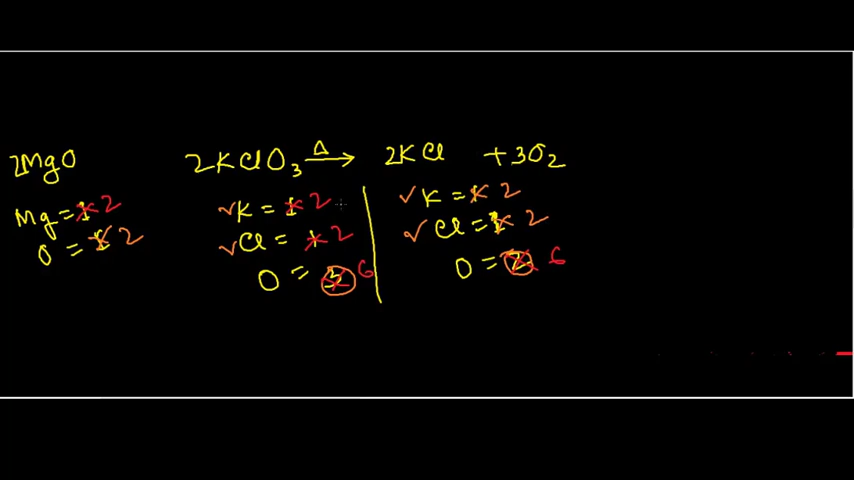 2MgO
Mg = 1 2
O = 1 2
2KClO₃ Δ→ 2KCl + 3O₂
✓K = 1 2
✓Cl = 1 2
O = 3 6
✓K = 1 2
✓Cl = 1 2
O = 2 6